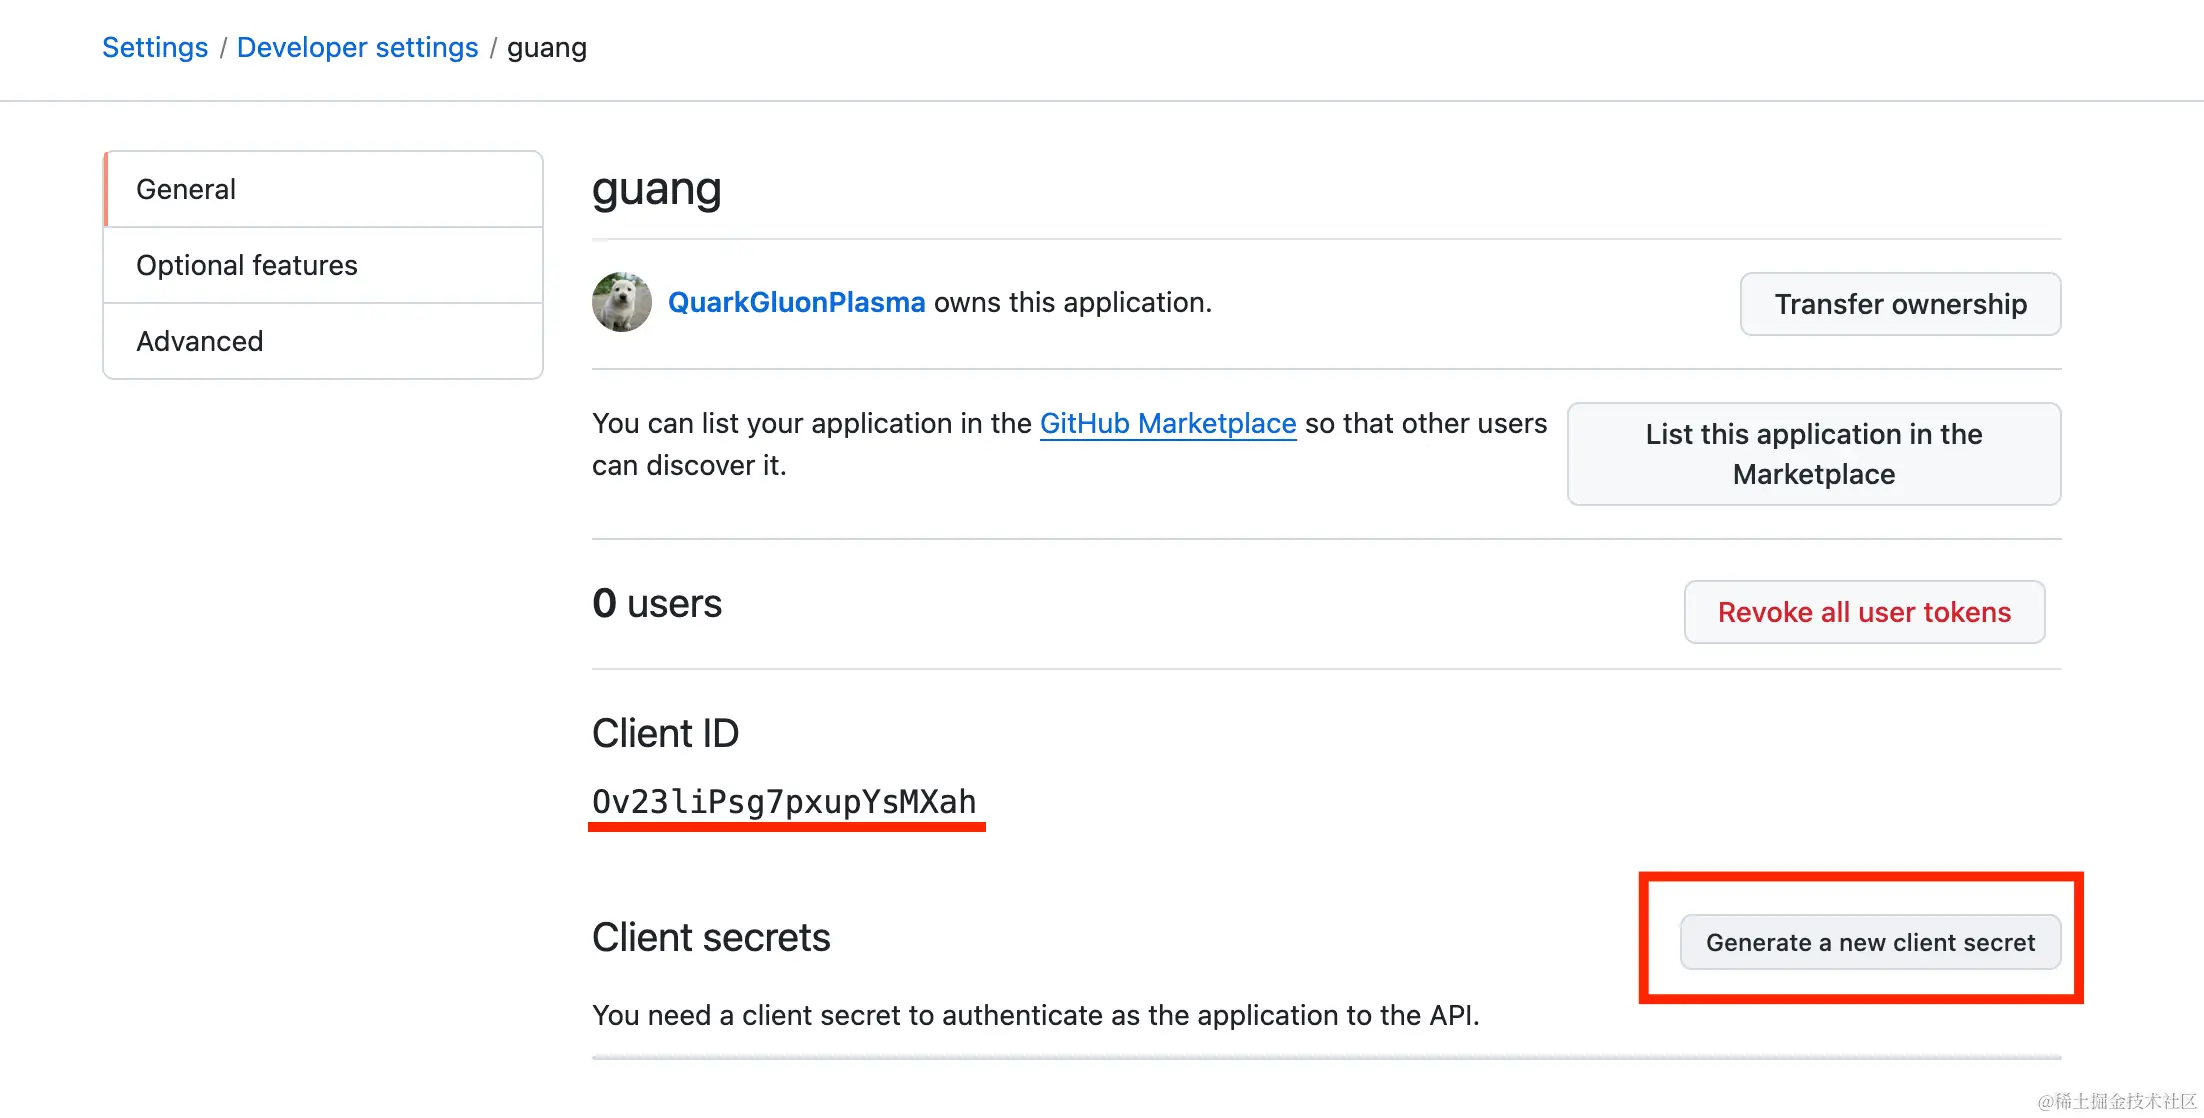 Settings / Developer settings / guang
General
Optional features
Advanced
guang
QuarkGluonPlasma owns this application.
Transfer ownership
You can list your application in the GitHub Marketplace so that other users
can discover it.
List this application in the
Marketplace
0 users
Revoke all user tokens
Client ID
Ov23liPsg7pxupYsMXah
Client secrets
Generate a new client secret
You need a client secret to authenticate as the application to the API.
@稀土掘金技术社区